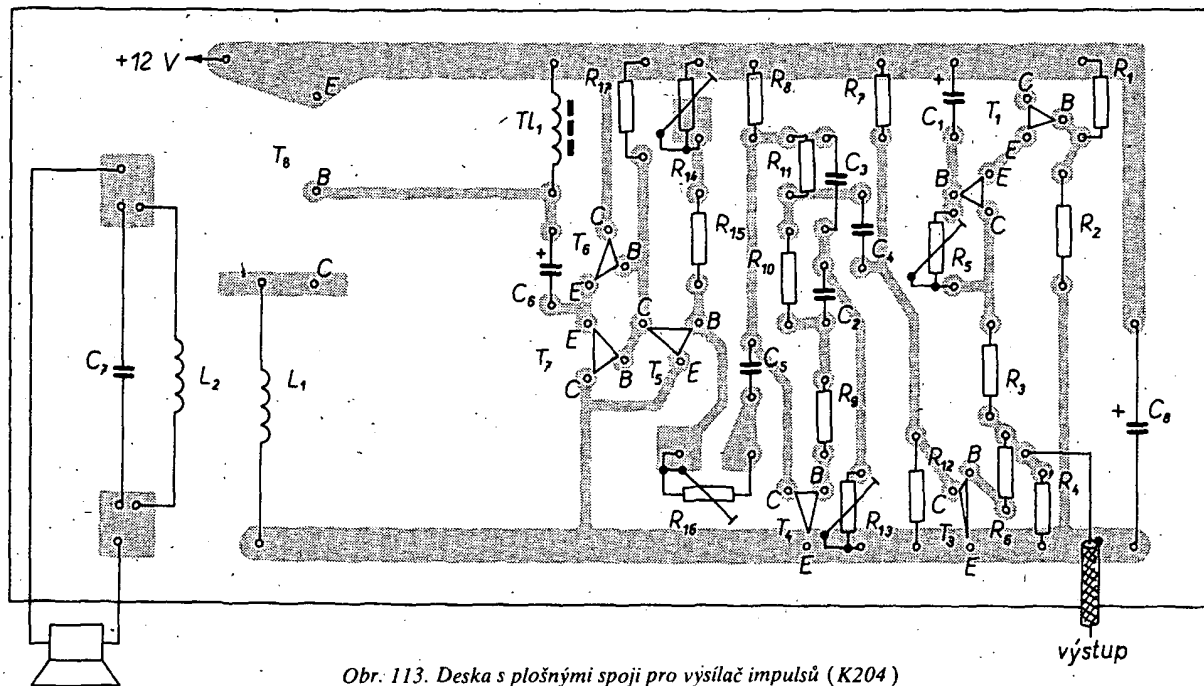 +12 V
E
R17
R8
R7
+
C
R1
Tl1
C1
T1
B
T8
R14
R11
C3
E
B
B
E
C
C
R15
C4
R5
R2
+
T6
B
R10
C
E
C6
C2
E
C
B
C7
L2
L1
T7
B
T5
E
C5
R3
C
R9
+
C8
R12
B
R4
C
B
C
R16
T4
R13
T3
R6
E
E
výstup
Obr. 113. Deska s plošnými spoji pro vysílač impulsů (K204)